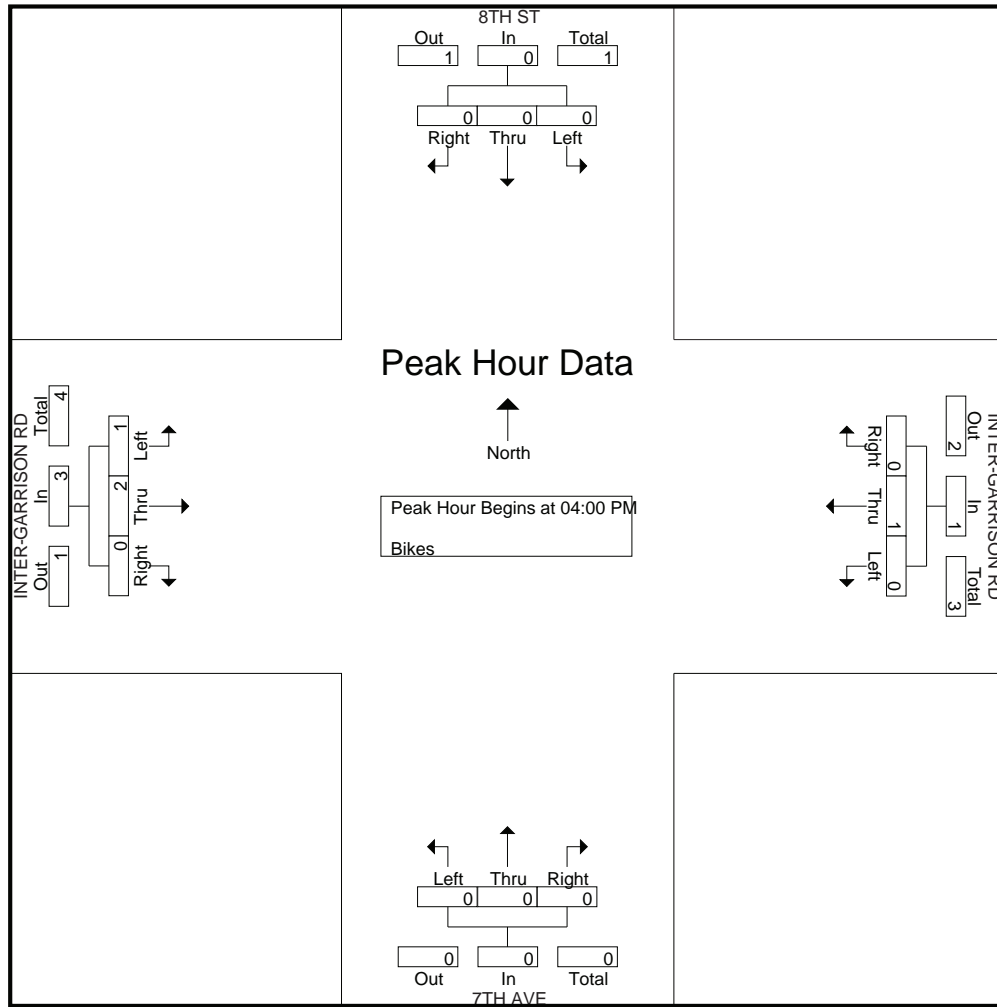 8TH ST
Out In Total
1 0 1
0 0 0
Right Thru Left
Peak Hour Data
North
Peak Hour Begins at 04:00 PM
Bikes
INTER-GARRISON RD
Out In Total
1 3 4
0 2 1
Right Thru Left
INTER-GARRISON RD
Out In Total
2 1 3
0 1 0
Right Thru Left
Left Thru Right
0 0 0
0 0 0
Out In Total
7TH AVE